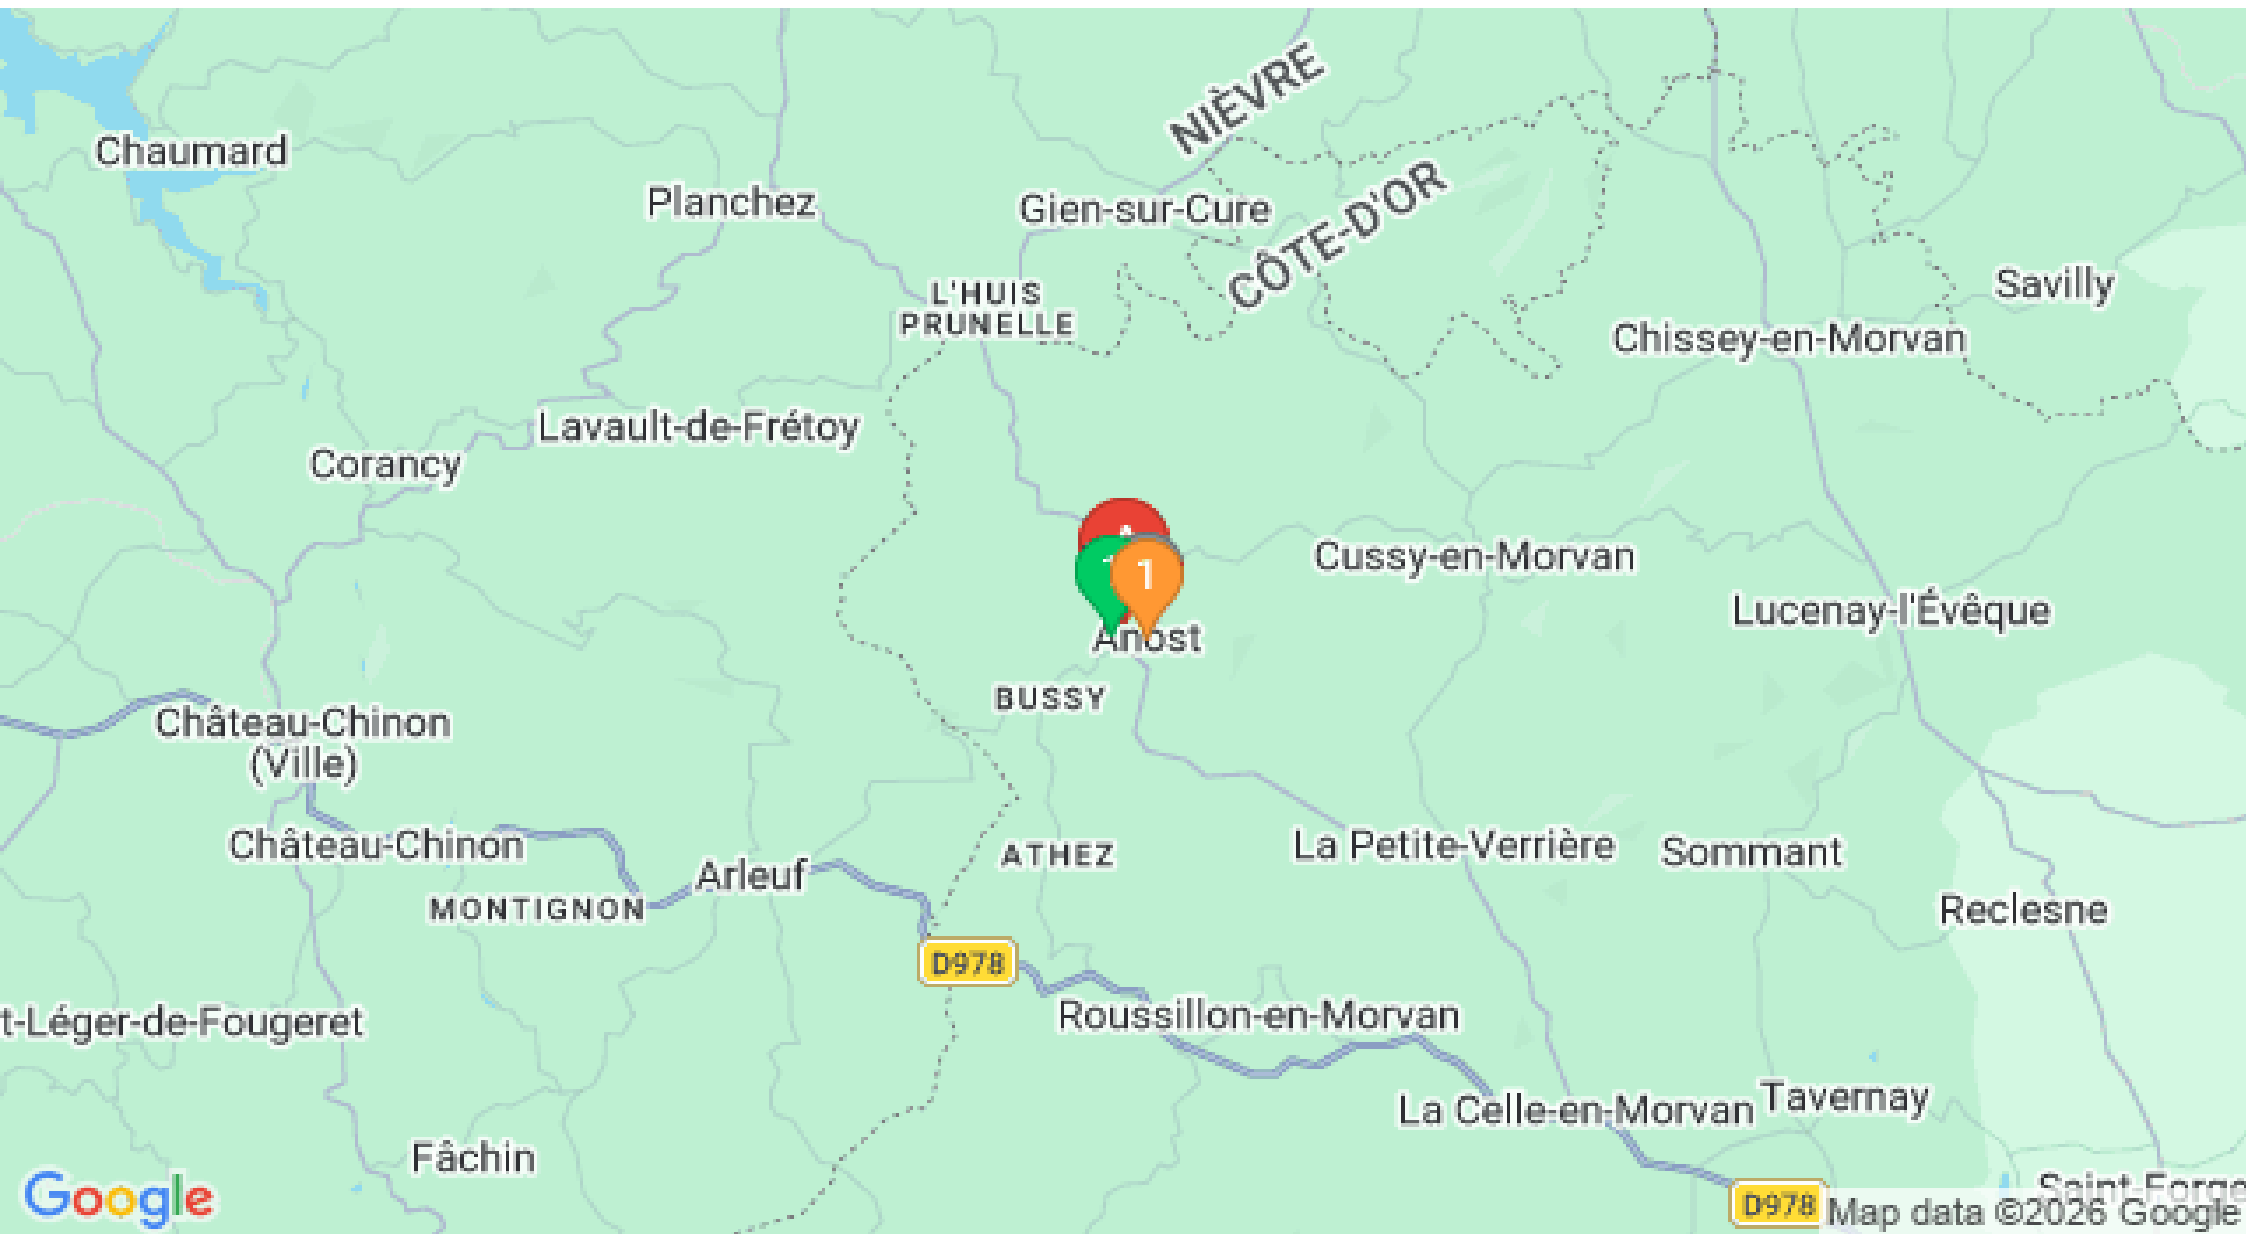 NIÈVRE
Chaumard
Planchez
Gien-sur-Cure
CÔTE-D'OR
L'HUIS
PRUNELLE
Savilly
Chissey-en-Morvan
Lavault-de-Frétoy
Corancy
1
Cussy-en-Morvan
Lucenay-l'Évêque
Anost
BUSSY
Château-Chinon
(Ville)
Château-Chinon
ATHEZ
La Petite-Verrière
Sommant
Arleuf
MONTIGNON
Reclesne
D978
t-Léger-de-Fougeret
Roussillon-en-Morvan
La Celle-en-Morvan
Tavernay
Fâchin
Google
D978
Saint-Forge
Map data ©2026 Google